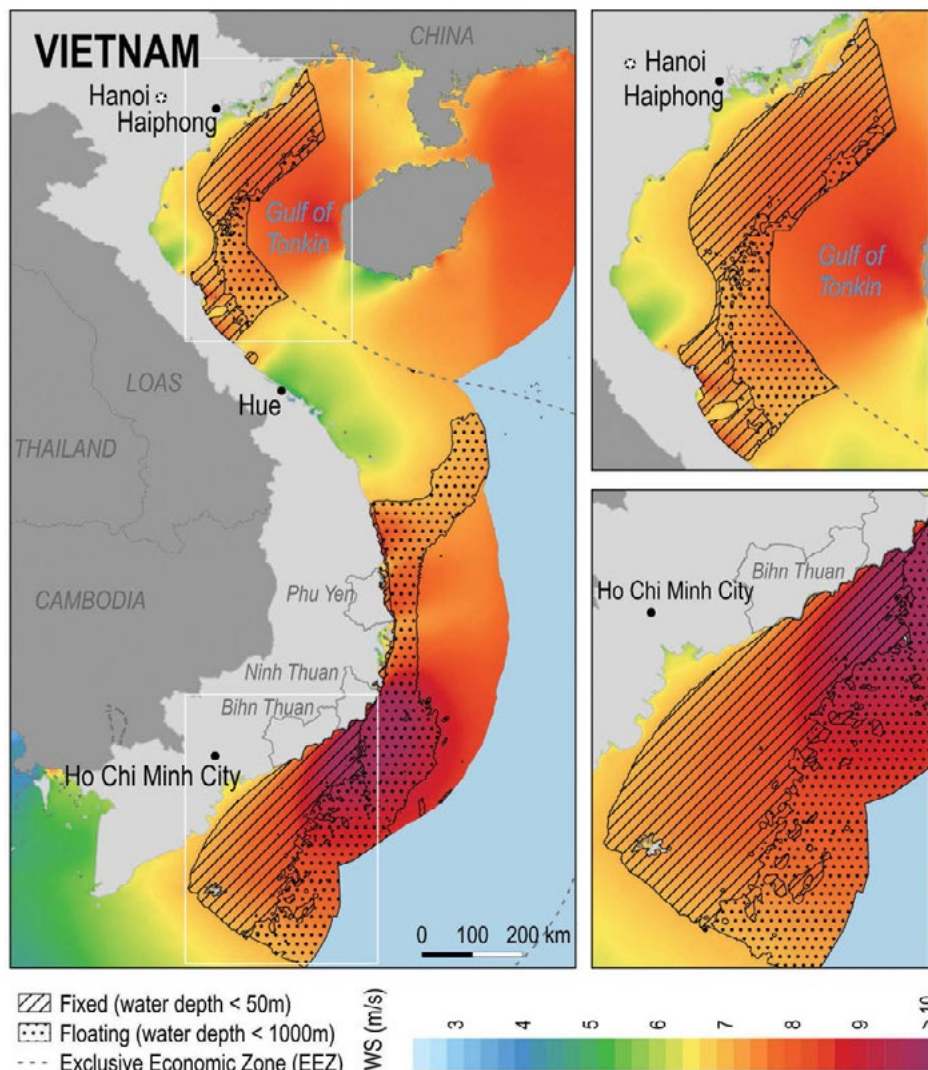 VIETNAM
CHINA
Hanoi
Haiphong
Gulf of
Tonkin
LOAS
Hue
THAILAND
CAMBODIA
Phu Yen
Ninh Thuan
Bihn Thuan
Ho Chi Minh City
0 100 200 km
Hanoi
Haiphong
Gulf of
Tonkin
Bihn Thuan
Ho Chi Minh City
Fixed (water depth < 50m)
Floating (water depth < 1000m)
Exclusive Economic Zone (EEZ)
WS (m/s)
3 4 5 6 7 8 9 >10